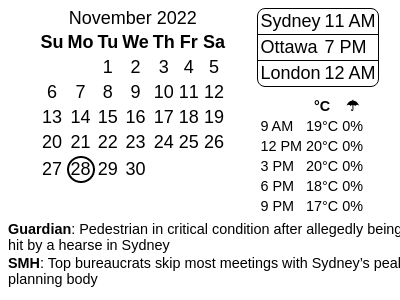 November 2022
Su Mo Tu We Th Fr Sa
1 2 3 4 5
6 7 8 9 10 11 12
13 14 15 16 17 18 19
20 21 22 23 24 25 26
27 28 29 30
Sydney 11 AM
Ottawa 7 PM
London 12 AM
°C ☂
9 AM 19°C 0%
12 PM 20°C 0%
3 PM 20°C 0%
6 PM 18°C 0%
9 PM 17°C 0%
Guardian: Pedestrian in critical condition after allegedly being
hit by a hearse in Sydney
SMH: Top bureaucrats skip most meetings with Sydney's
planning body